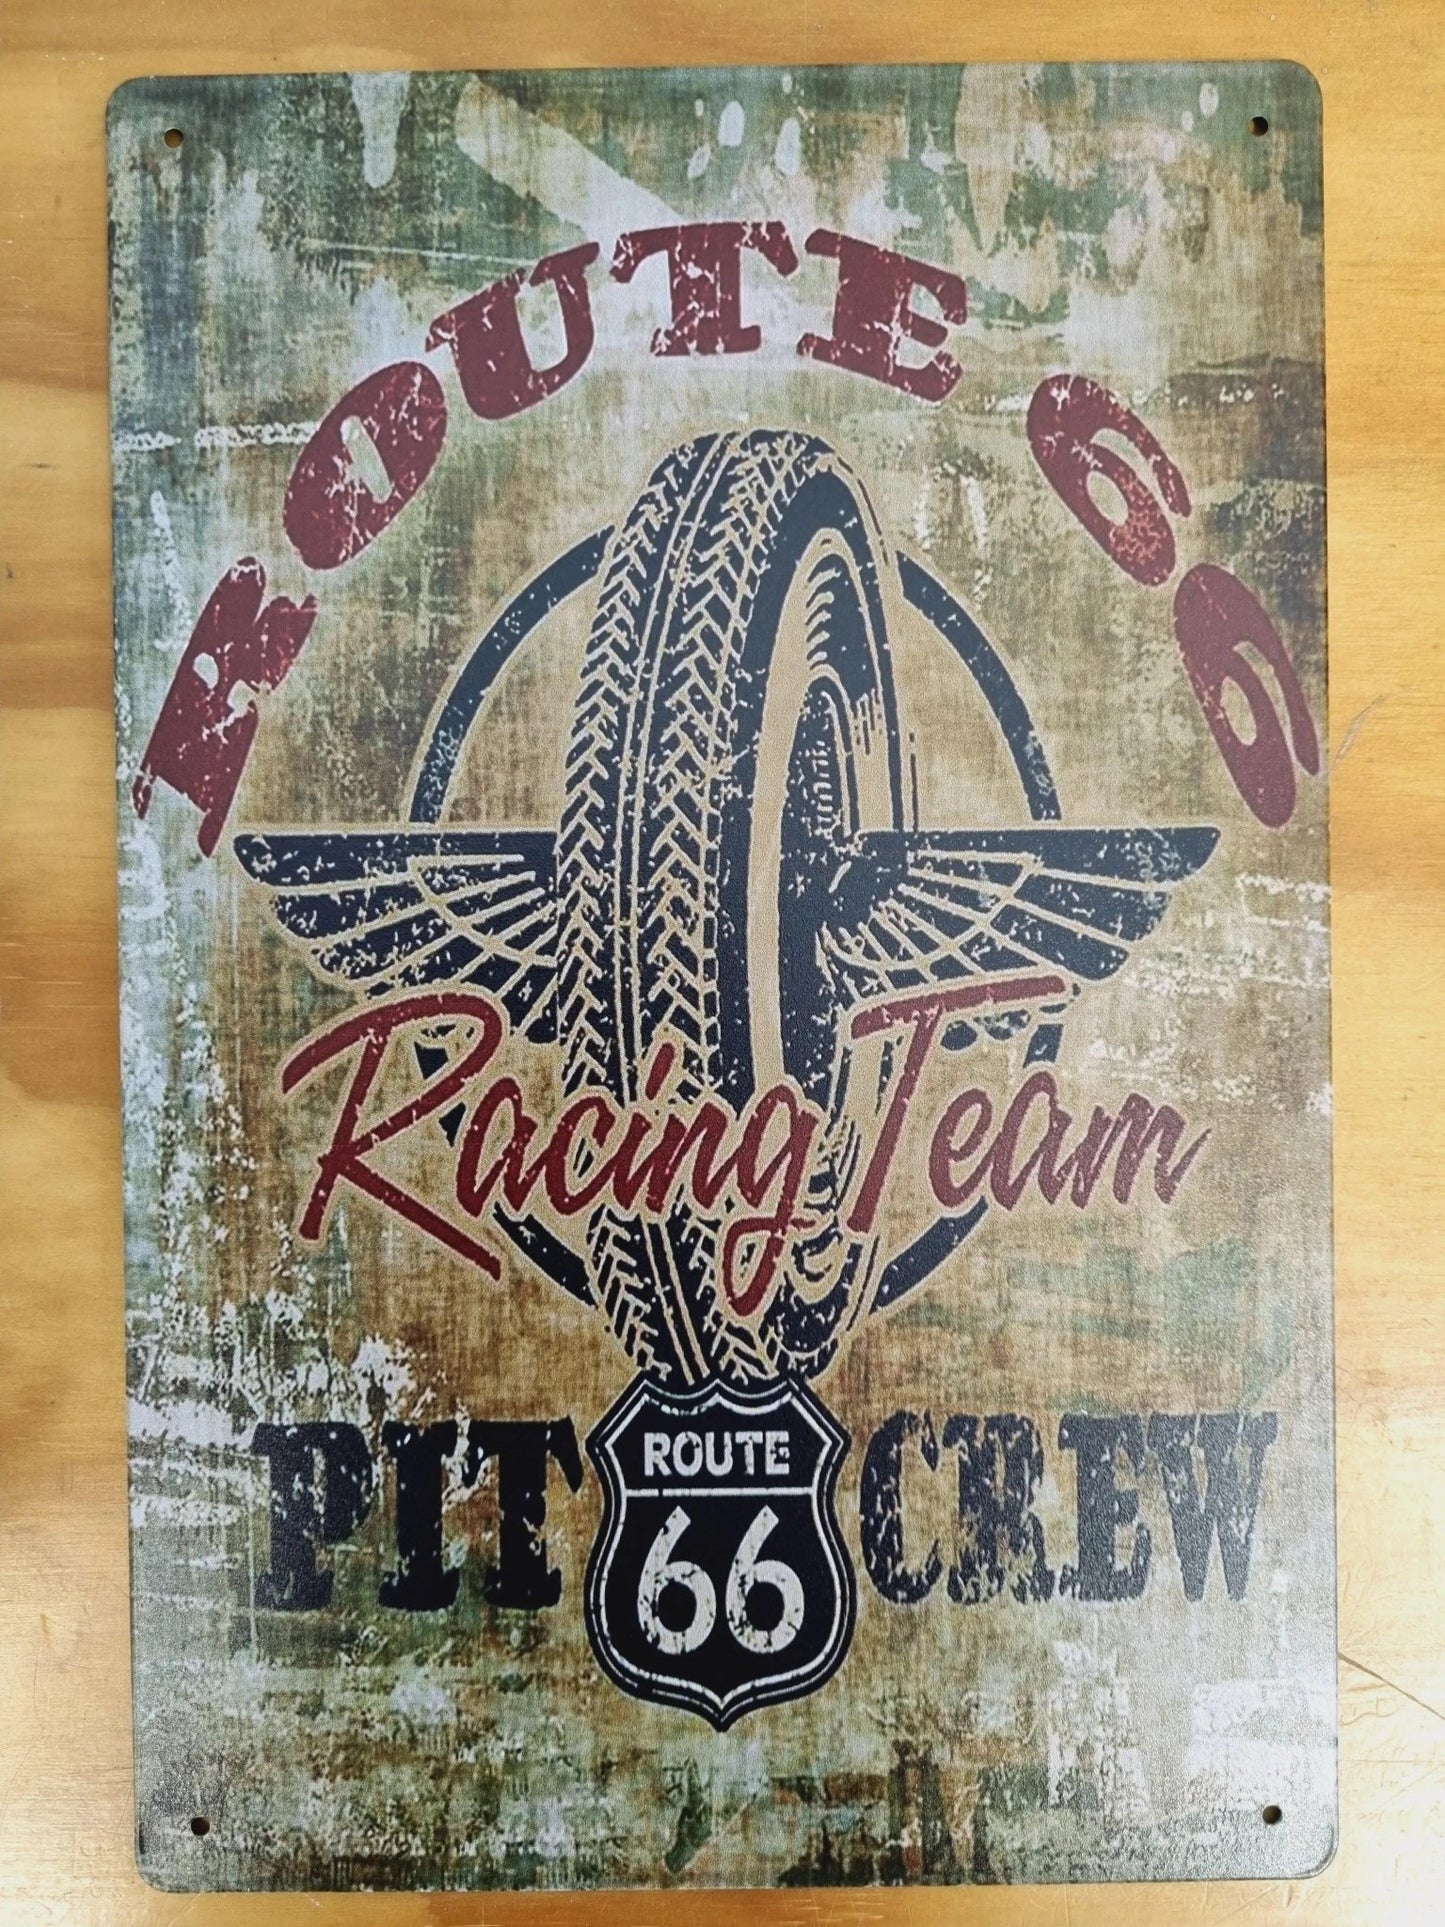 ROUTE 66
Racing Team
PIT CREW
ROUTE
66